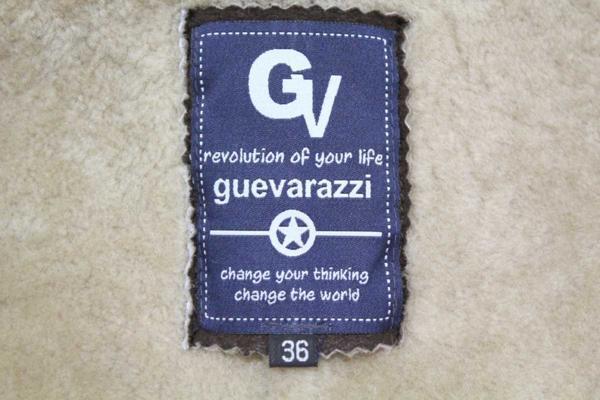 GV
revolution of your life
guevarazzi
change your thinking
change the world
36